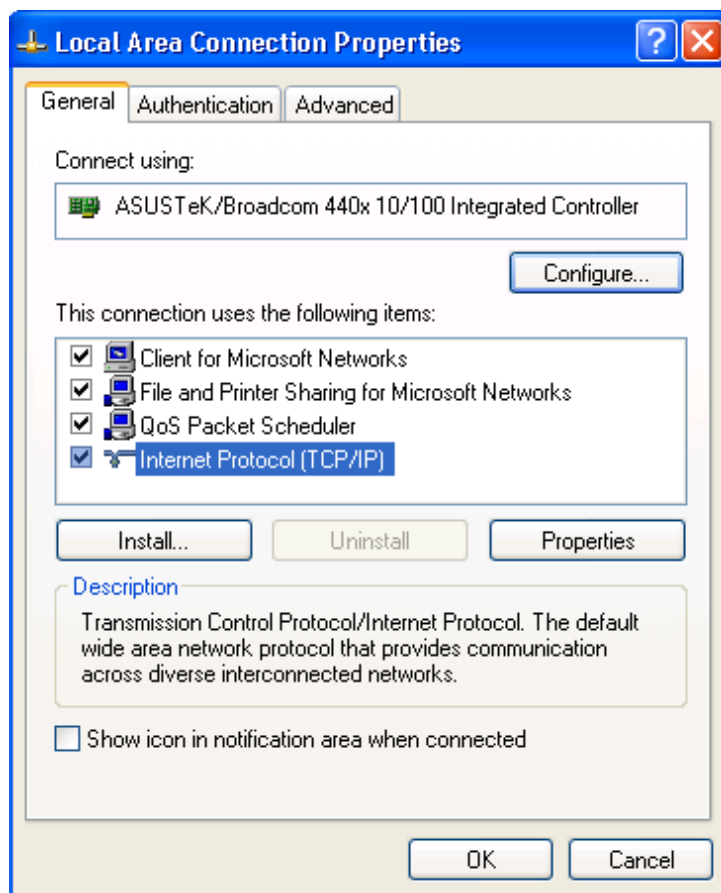 Local Area Connection Properties
General Authentication Advanced
Connect using:
ASUSTeK/Broadcom 440x 10/100 Integrated Controller
Configure...
This connection uses the following items:
Client for Microsoft Networks
File and Printer Sharing for Microsoft Networks
QoS Packet Scheduler
Internet Protocol (TCP/IP)
Install... Uninstall Properties
Description
Transmission Control Protocol/Internet Protocol. The default
wide area network protocol that provides communication
across diverse interconnected networks.
Show icon in notification area when connected
OK Cancel